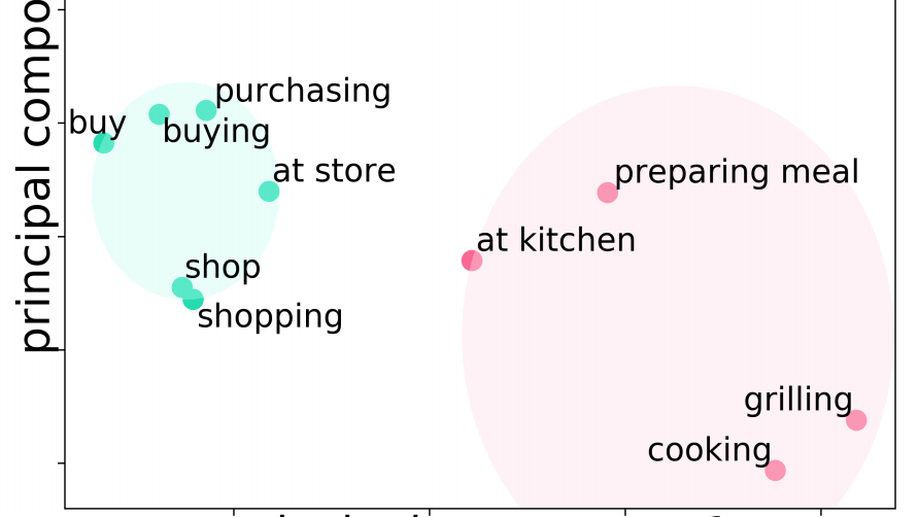 principal compo
purchasing
buy
buying
at store
preparing meal
at kitchen
shop
shopping
grilling
cooking